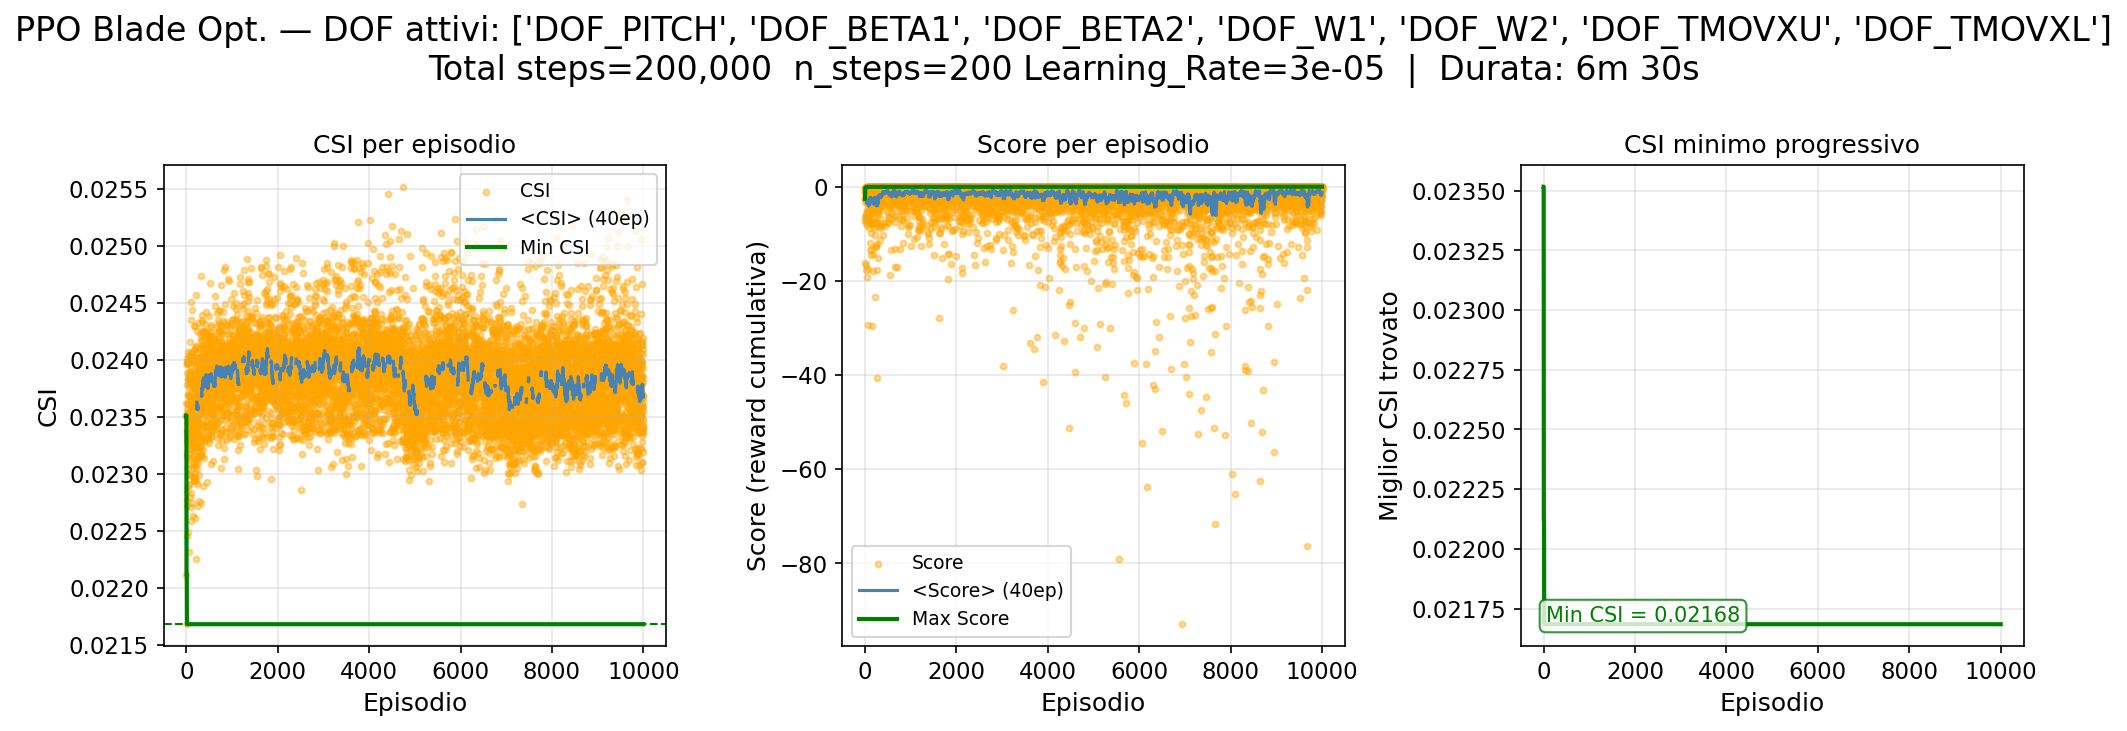 PPO Blade Opt. — DOF attivi: ['DOF_PITCH', 'DOF_BETA1', 'DOF_BETA2', 'DOF_W1', 'DOF_W2', 'DOF_TMOVXU', 'DOF_TMOVXL']
Total steps=200,000  n_steps=200 Learning_Rate=3e-05  |  Durata: 6m 30s
CSI per episodio
CSI
0.0255
0.0250
0.0245
0.0240
0.0235
0.0230
0.0225
0.0220
0.0215
CSI
<CSI> (40ep)
Min CSI
0
2000
4000
6000
8000
10000
Episodio
Score per episodio
Score (reward cumulativa)
0
−20
−40
−60
−80
Score
<Score> (40ep)
Max Score
0
2000
4000
6000
8000
10000
Episodio
CSI minimo progressivo
Miglior CSI trovato
0.02350
0.02325
0.02300
0.02275
0.02250
0.02225
0.02200
0.02175
Min CSI = 0.02168
0
2000
4000
6000
8000
10000
Episodio